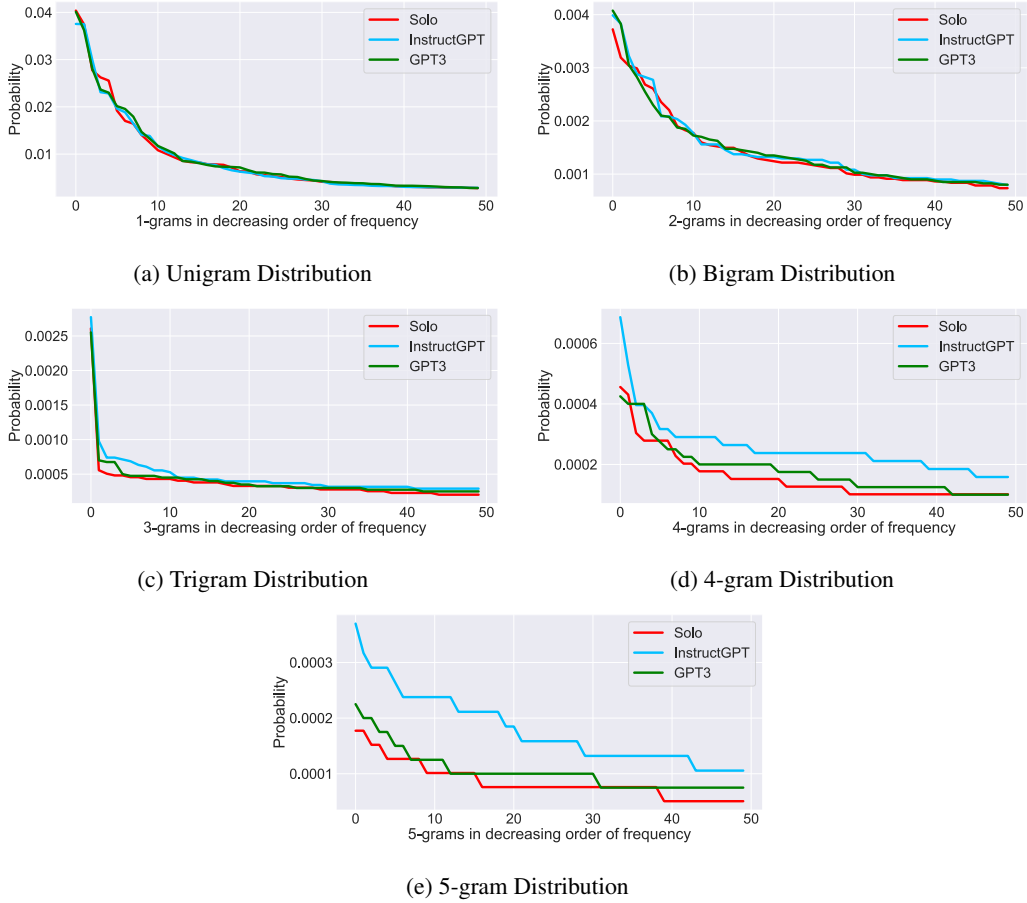 Solo
InstructGPT
GPT3
0.04
0.03
0.02
0.01
Probability
0 10 20 30 40 50
1-grams in decreasing order of frequency
(a) Unigram Distribution
Solo
InstructGPT
GPT3
0.004
0.003
0.002
0.001
Probability
0 10 20 30 40 50
2-grams in decreasing order of frequency
(b) Bigram Distribution
Solo
InstructGPT
GPT3
0.0025
0.0020
0.0015
0.0010
0.0005
Probability
0 10 20 30 40 50
3-grams in decreasing order of frequency
(c) Trigram Distribution
Solo
InstructGPT
GPT3
0.0006
0.0004
0.0002
Probability
0 10 20 30 40 50
4-grams in decreasing order of frequency
(d) 4-gram Distribution
Solo
InstructGPT
GPT3
0.0003
0.0002
0.0001
Probability
0 10 20 30 40 50
5-grams in decreasing order of frequency
(e) 5-gram Distribution